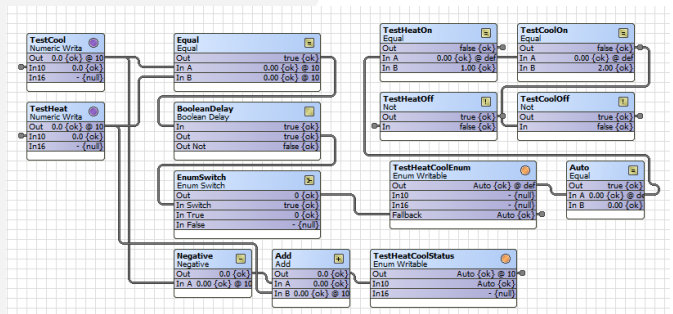 TestCool
Numeric Writa
Out 0.0 {ok} @ 10
In10 0.0 {ok}
In16 - {null}
TestHeat
Numeric Writa
Out 0.0 {ok} @ 10
In10 0.0 {ok}
In16 - {null}
Equal
Equal
Out true {ok}
In A 0.00 {ok} @ 10
In B 0.00 {ok} @ 10
BooleanDelay
Boolean Delay
In true {ok}
Out true {ok}
Out Not false {ok}
EnumSwitch
Enum Switch
Out 0 {ok}
In Switch true {ok}
In True 0 {ok}
In False - {null}
Negative
Negative
Out 0.0 {ok}
In A 0.00 {ok} @ 10
Add
Add
Out 0.0 {ok}
In A 0.00 {ok}
In B 0.00 {ok} @ 10
TestHeatCoolStatus
Enum Writable
Out Auto {ok} @ 10
In10 Auto {ok}
In16 - {null}
TestHeatOn
Equal
Out false {ok}
In A 0.00 {ok} @ def
In B 1.00 {ok}
TestCoolOn
Equal
Out false {ok}
In A 0.00 {ok} @ def
In B 2.00 {ok}
TestHeatOff
Not
Out true {ok}
In false {ok}
TestCoolOff
Not
Out true {ok}
In false {ok}
TestHeatCoolEnum
Enum Writable
Out Auto {ok} @ def
In10 - {null}
In16 - {null}
Fallback Auto {ok}
Auto
Equal
Out true {ok}
In A 0.00 {ok} @ de
In B 0.00 {ok}